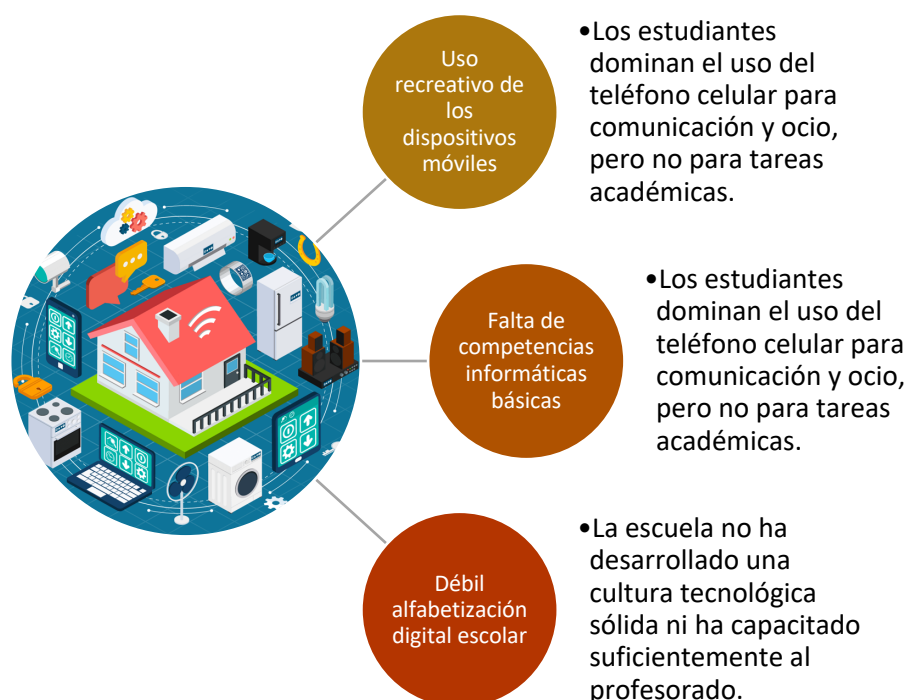 Uso
recreativo de
los
dispositivos
móviles
•Los estudiantes
dominan el uso del
teléfono celular para
comunicación y ocio,
pero no para tareas
académicas.
Falta de
competencias
informáticas
básicas
•Los estudiantes
dominan el uso del
teléfono celular para
comunicación y ocio,
pero no para tareas
académicas.
Débil
alfabetización
digital escolar
•La escuela no ha
desarrollado una
cultura tecnológica
sólida ni ha capacitado
suficientemente al
profesorado.